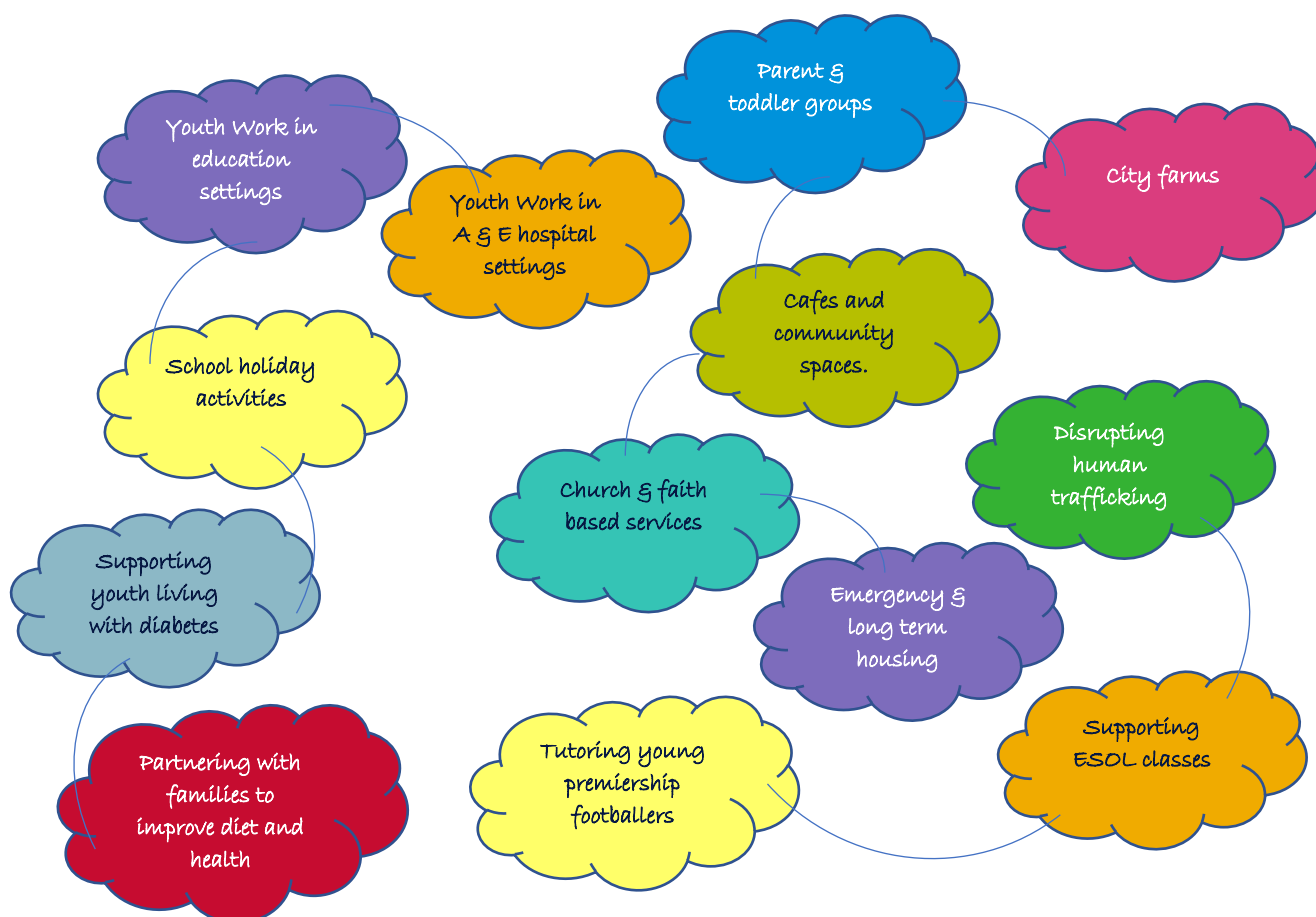 Youth Work in
education
settings
Youth Work in
A & E hospital
settings
School holiday
activities
Supporting
youth living
with diabetes
Partnering with
families to
improve diet and
health
Parent &
toddler groups
City farms
Cafes and
community
spaces.
Church & faith
based services
Emergency &
long term
housing
Disrupting
human
trafficking
Supporting
ESOL classes
Tutoring young
premiership
footballers